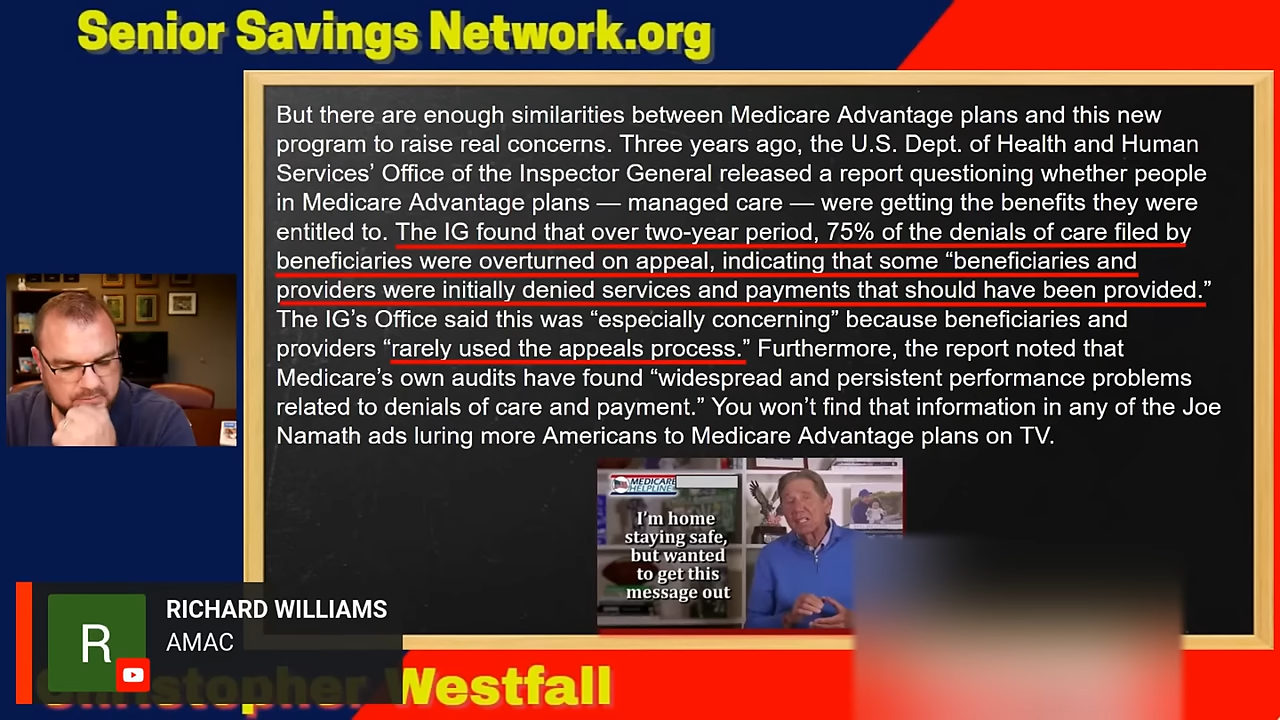 Senior Savings Network.org
But there are enough similarities between Medicare Advantage plans and this new
program to raise real concerns. Three years ago, the U.S. Dept. of Health and Human
Services’ Office of the Inspector General released a report questioning whether people
in Medicare Advantage plans — managed care — were getting the benefits they were
entitled to. The IG found that over two-year period, 75% of the denials of care filed by
beneficiaries were overturned on appeal, indicating that some “beneficiaries and
providers were initially denied services and payments that should have been provided.”
The IG’s Office said this was “especially concerning” because beneficiaries and
providers “rarely used the appeals process.” Furthermore, the report noted that
Medicare’s own audits have found “widespread and persistent performance problems
related to denials of care and payment.” You won’t find that information in any of the Joe
Namath ads luring more Americans to Medicare Advantage plans on TV.
MEDICARE
HELPLINE
I’m home
staying safe,
but wanted
to get this
message out
R
RICHARD WILLIAMS
AMAC
Christopher Westfall